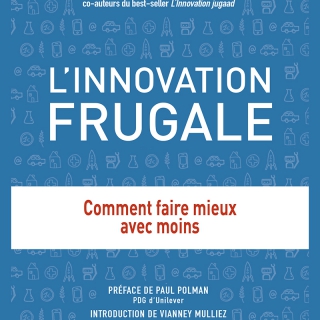 co-auteurs du best-seller L'Innovation jugaad
L'INNOVATION
FRUGALE
Comment faire mieux
avec moins
PRÉFACE DE PAUL POLMAN
PDG d'Unilever
INTRODUCTION DE VIANNEY MULLIEZ